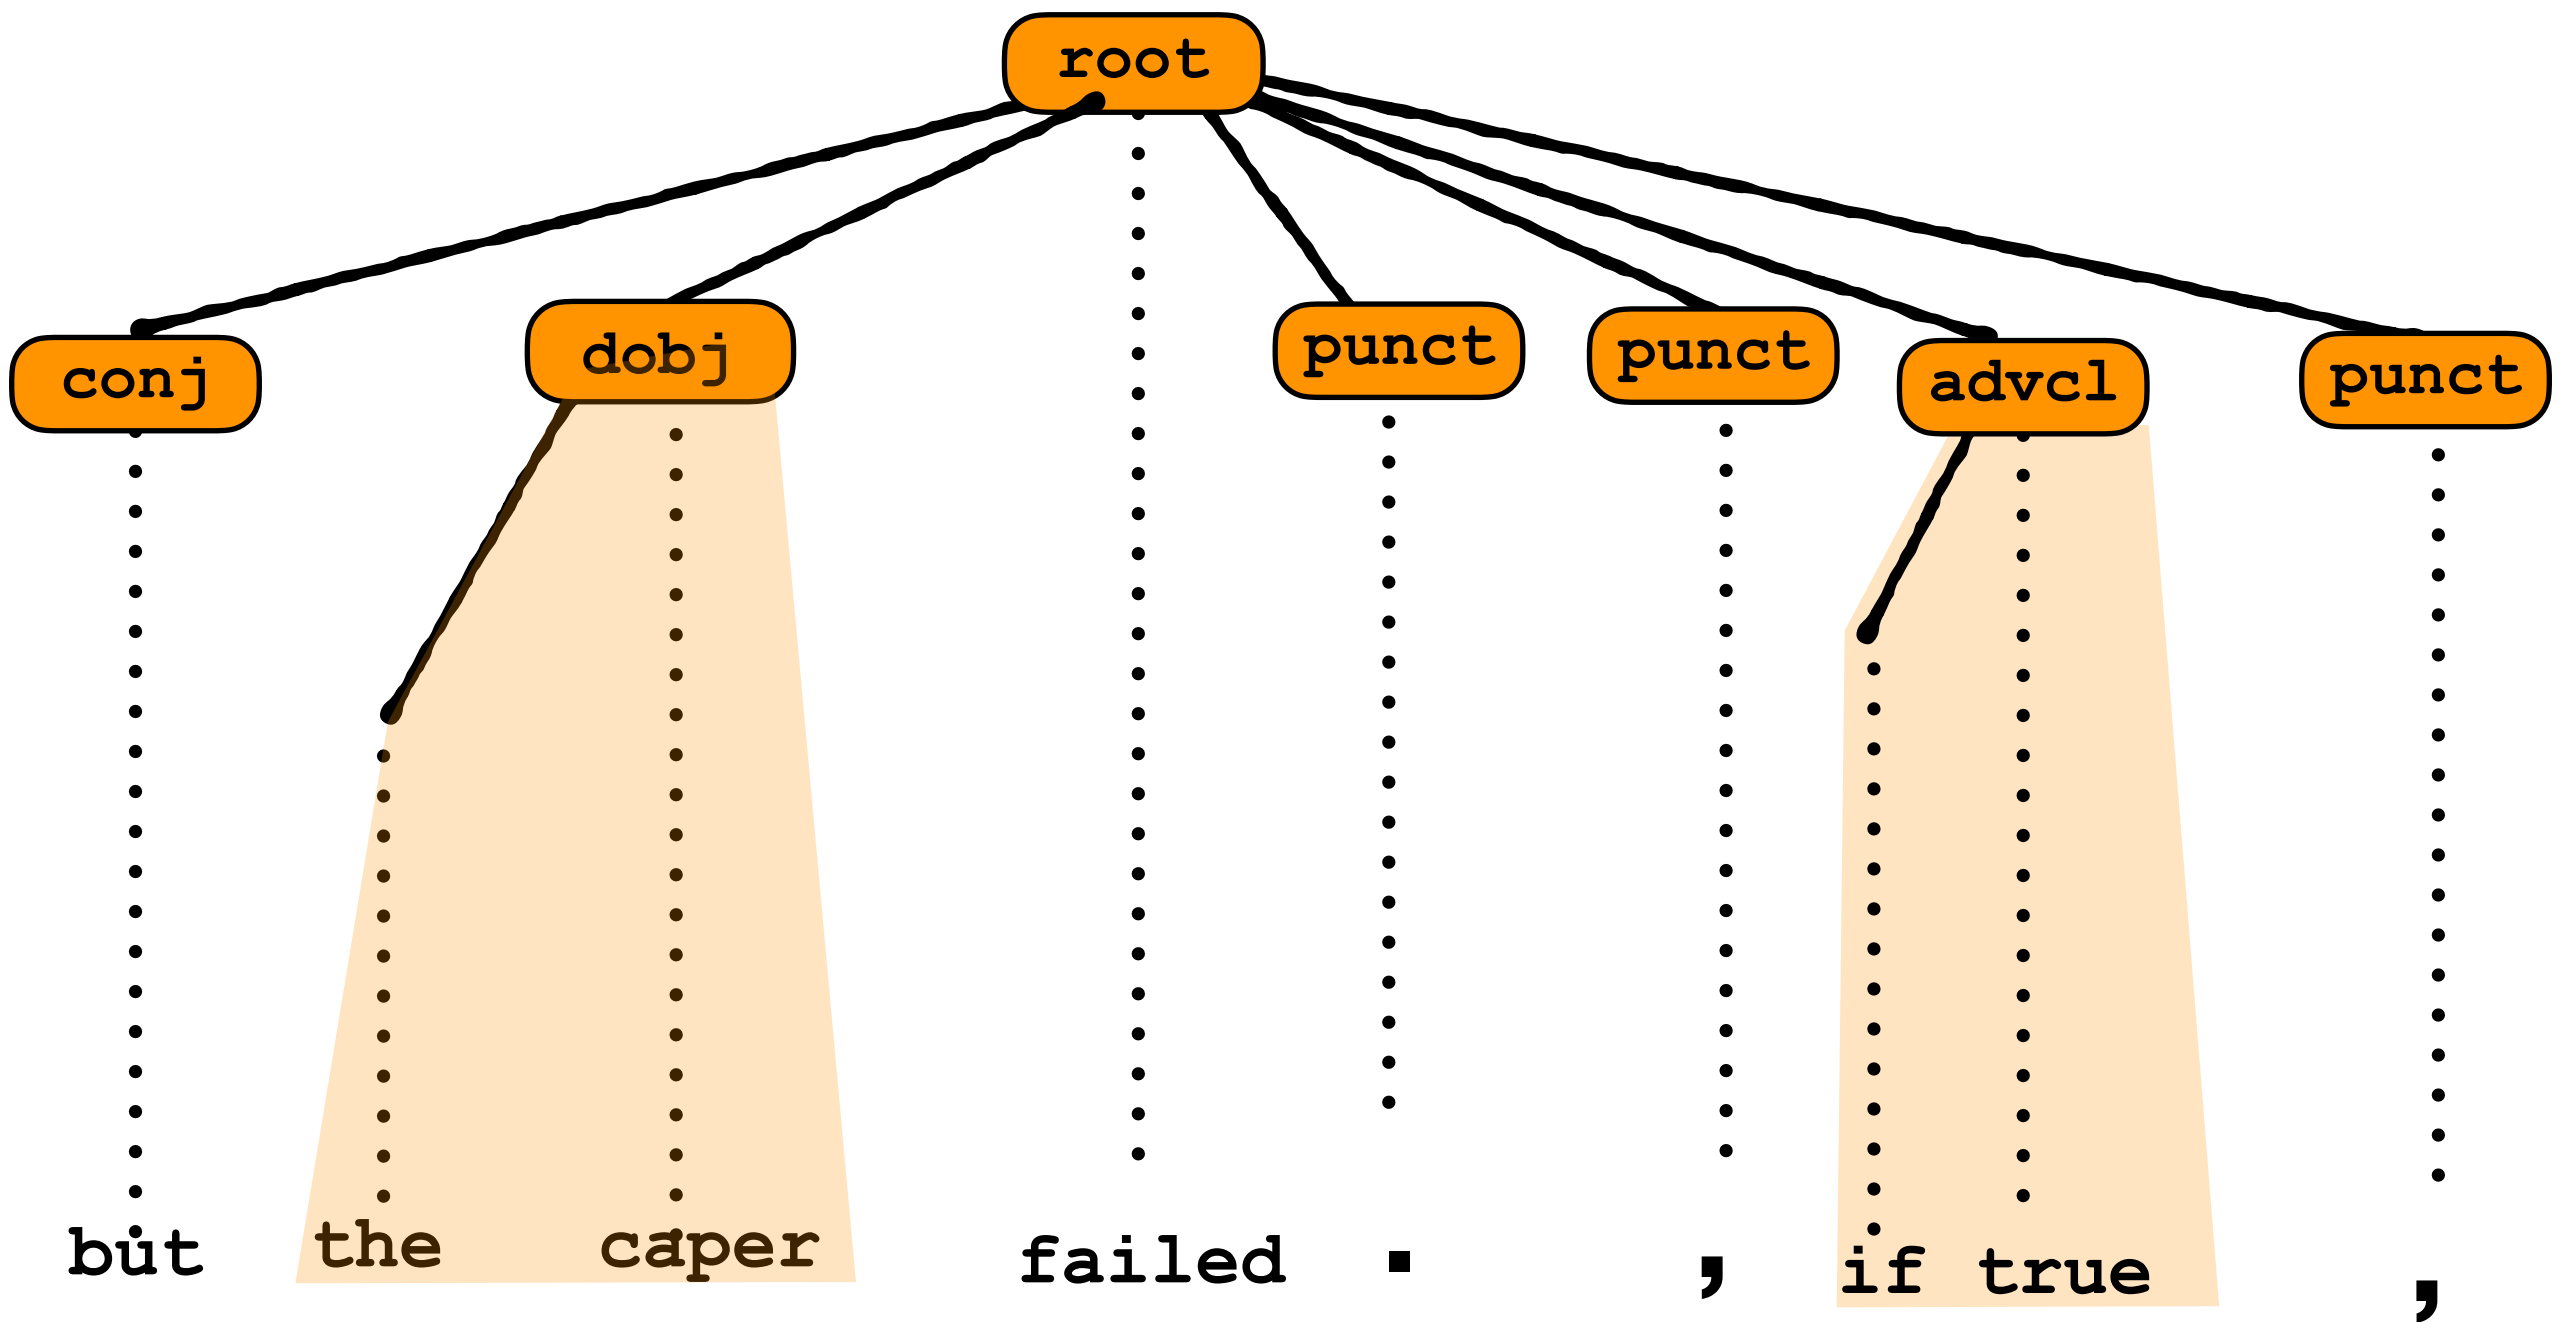 root
conj dobj punct punct advcl punct
but the caper failed . , if true ,